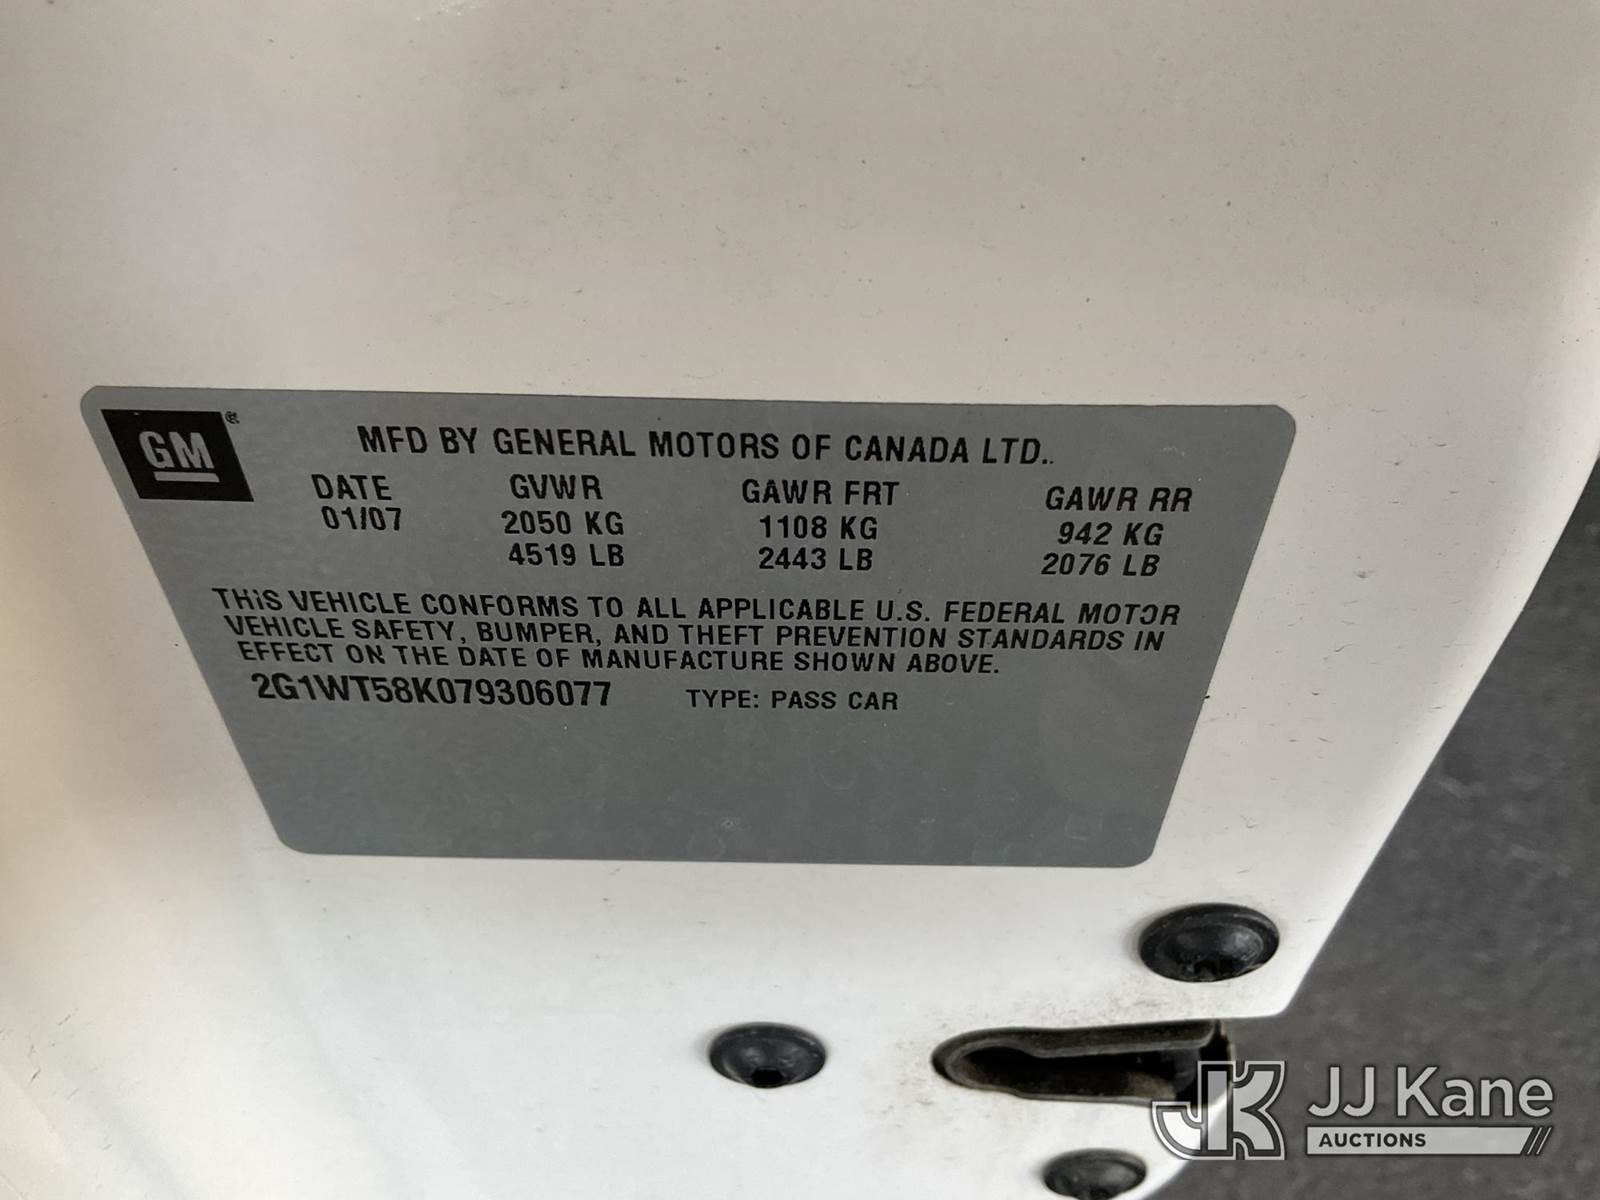 GM ®
MFD BY GENERAL MOTORS OF CANADA LTD..
DATE GVWR GAWR FRT GAWR RR
01/07 2050 KG 1108 KG 942 KG
4519 LB 2443 LB 2076 LB
THIS VEHICLE CONFORMS TO ALL APPLICABLE U.S. FEDERAL MOTOR
VEHICLE SAFETY, BUMPER, AND THEFT PREVENTION STANDARDS IN
EFFECT ON THE DATE OF MANUFACTURE SHOWN ABOVE.
2G1WT58K079306077 TYPE: PASS CAR
JK JJ Kane
AUCTIONS